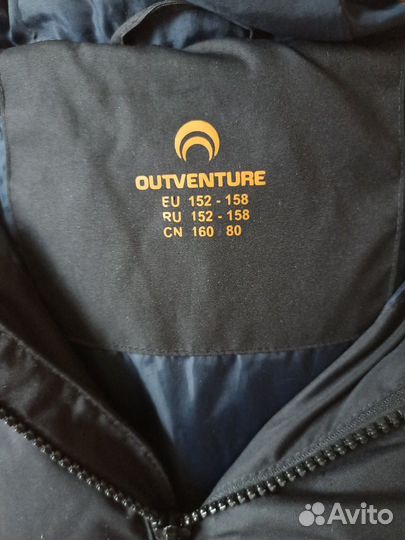 OUTVENTURE
EU 152 - 158
RU 152 - 158
CN 160 80
Avito